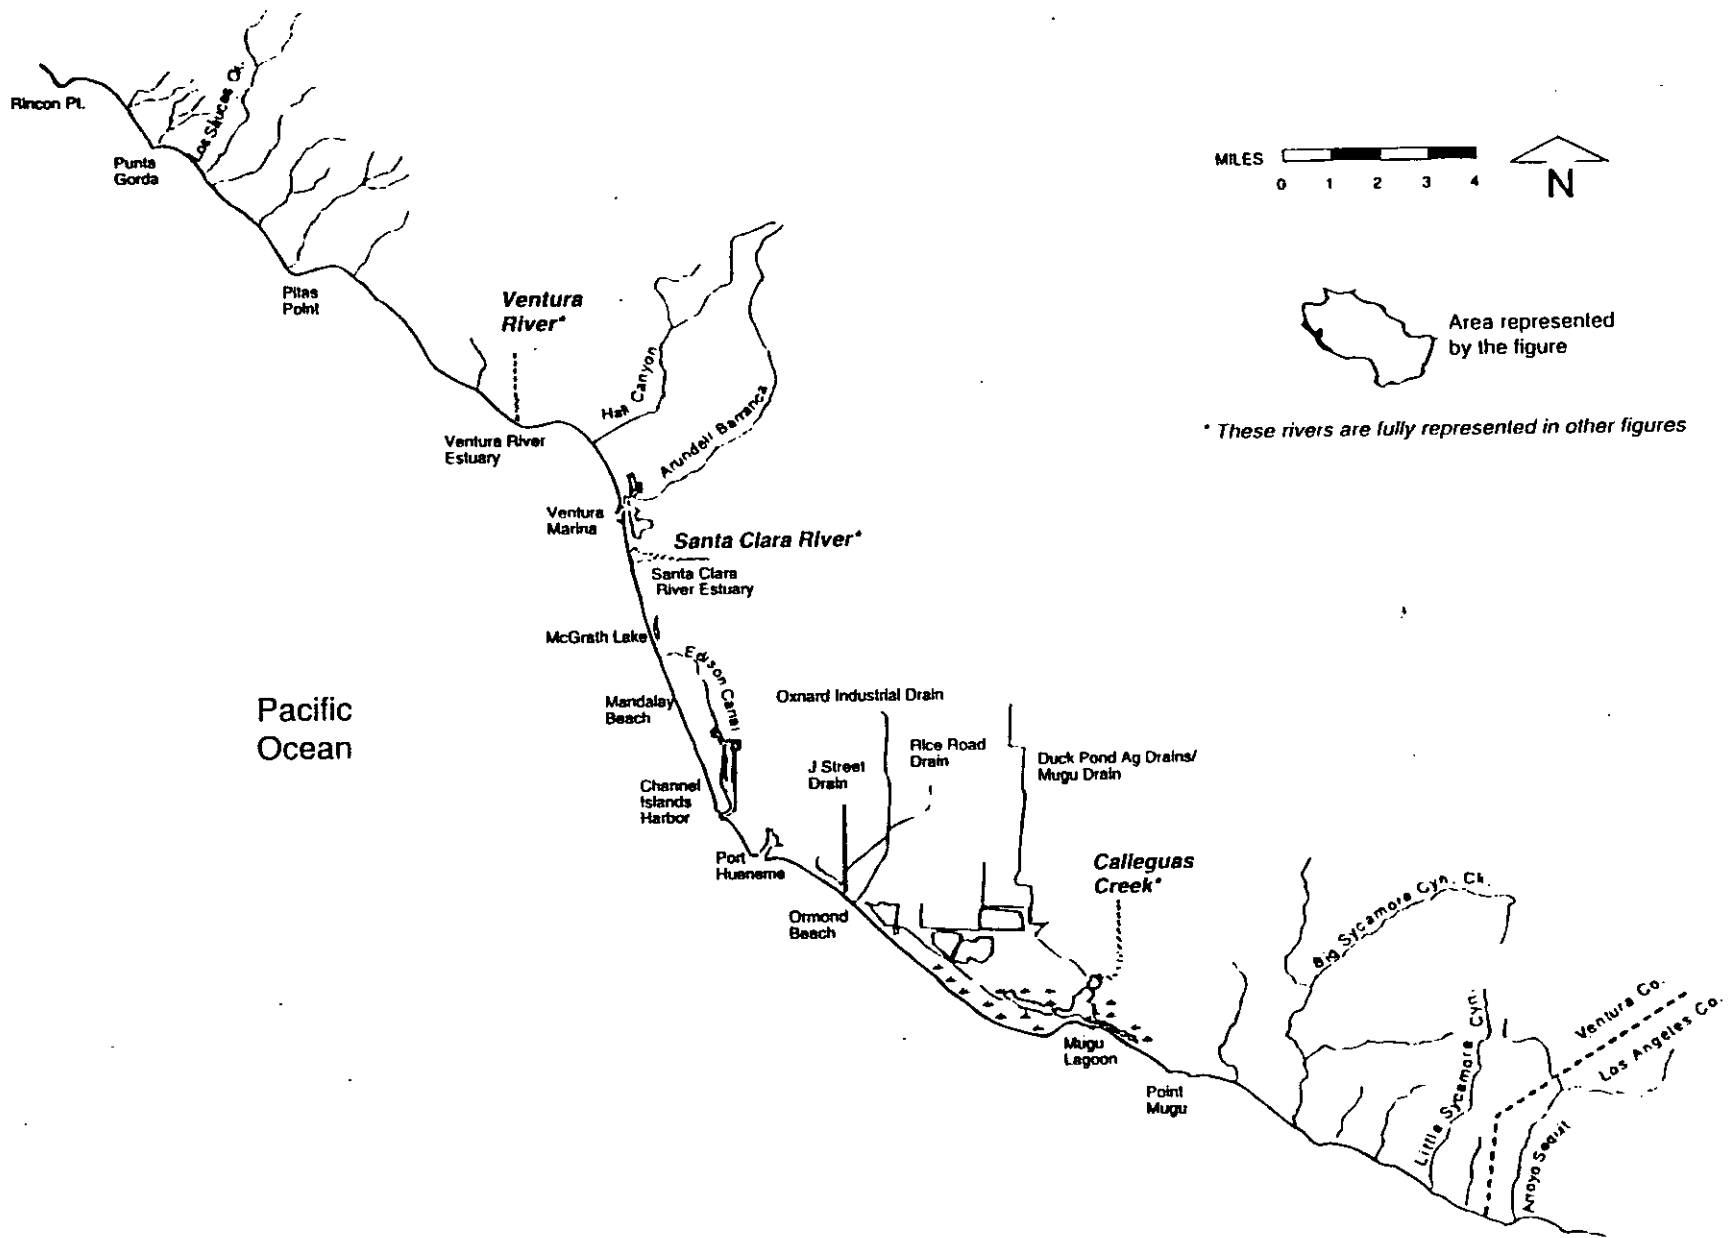 Los Sauces Ck.
Rincon Pt.
Punta
Gorda
MILES
0 1 2 3 4
N
Pitas
Point
Ventura
River*
Area represented
by the figure
Hall Canyon
Arundell Barranca
* These rivers are fully represented in other figures
Ventura River
Estuary
Ventura
Marina
Santa Clara River*
Santa Clara
River Estuary
McGrath Lake
Edison Canal
Mandalay
Beach
Pacific
Ocean
Oxnard Industrial Drain
Rice Road
Drain
J Street
Drain
Duck Pond Ag Drains/
Mugu Drain
Channel
Islands
Harbor
Port
Hueneme
Calleguas
Creek*
Ormond
Beach
Big Sycamore Cyn. Ck.
Mugu
Lagoon
Point
Mugu
Little Sycamore Cyn.
Ventura Co.
Los Angeles Co.
Arroyo Sequit